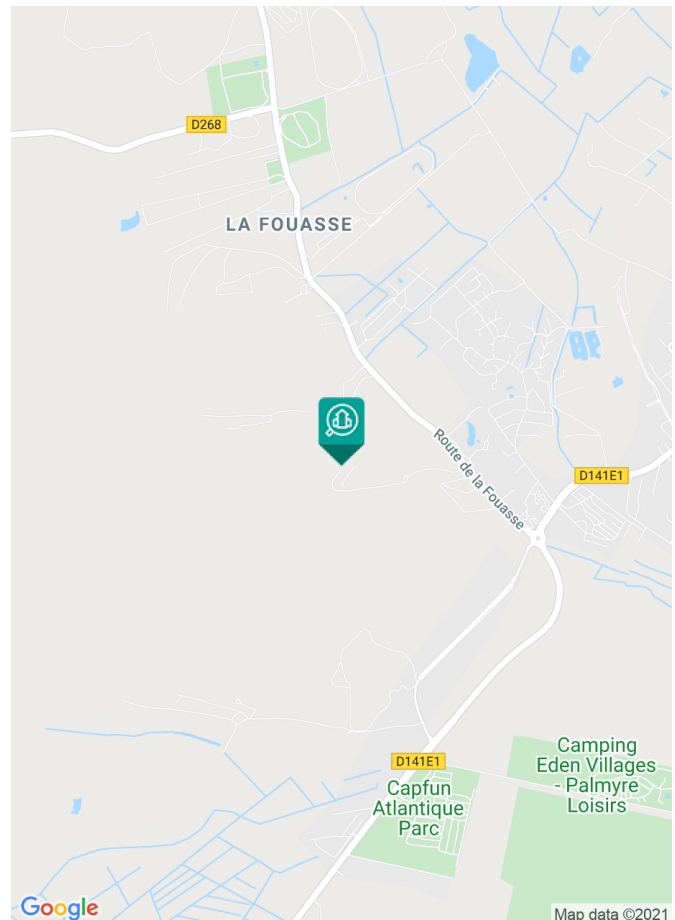 D268
LA FOUASSE
Route de la Fouasse
D141E1
D141E1
Camping
Eden Villages
- Palmyre
Loisirs
Capfun
Atlantique
Parc
Google
Map data ©2021